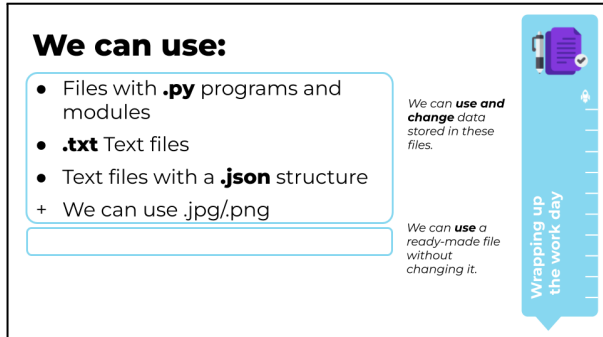 We can use:
● Files with .py programs and
modules
● .txt Text files
● Text files with a .json structure
+ We can use .jpg/.png
We can use and
change data
stored in these
files.
We can use a
ready-made file
without
changing it.
Wrapping up
the work day